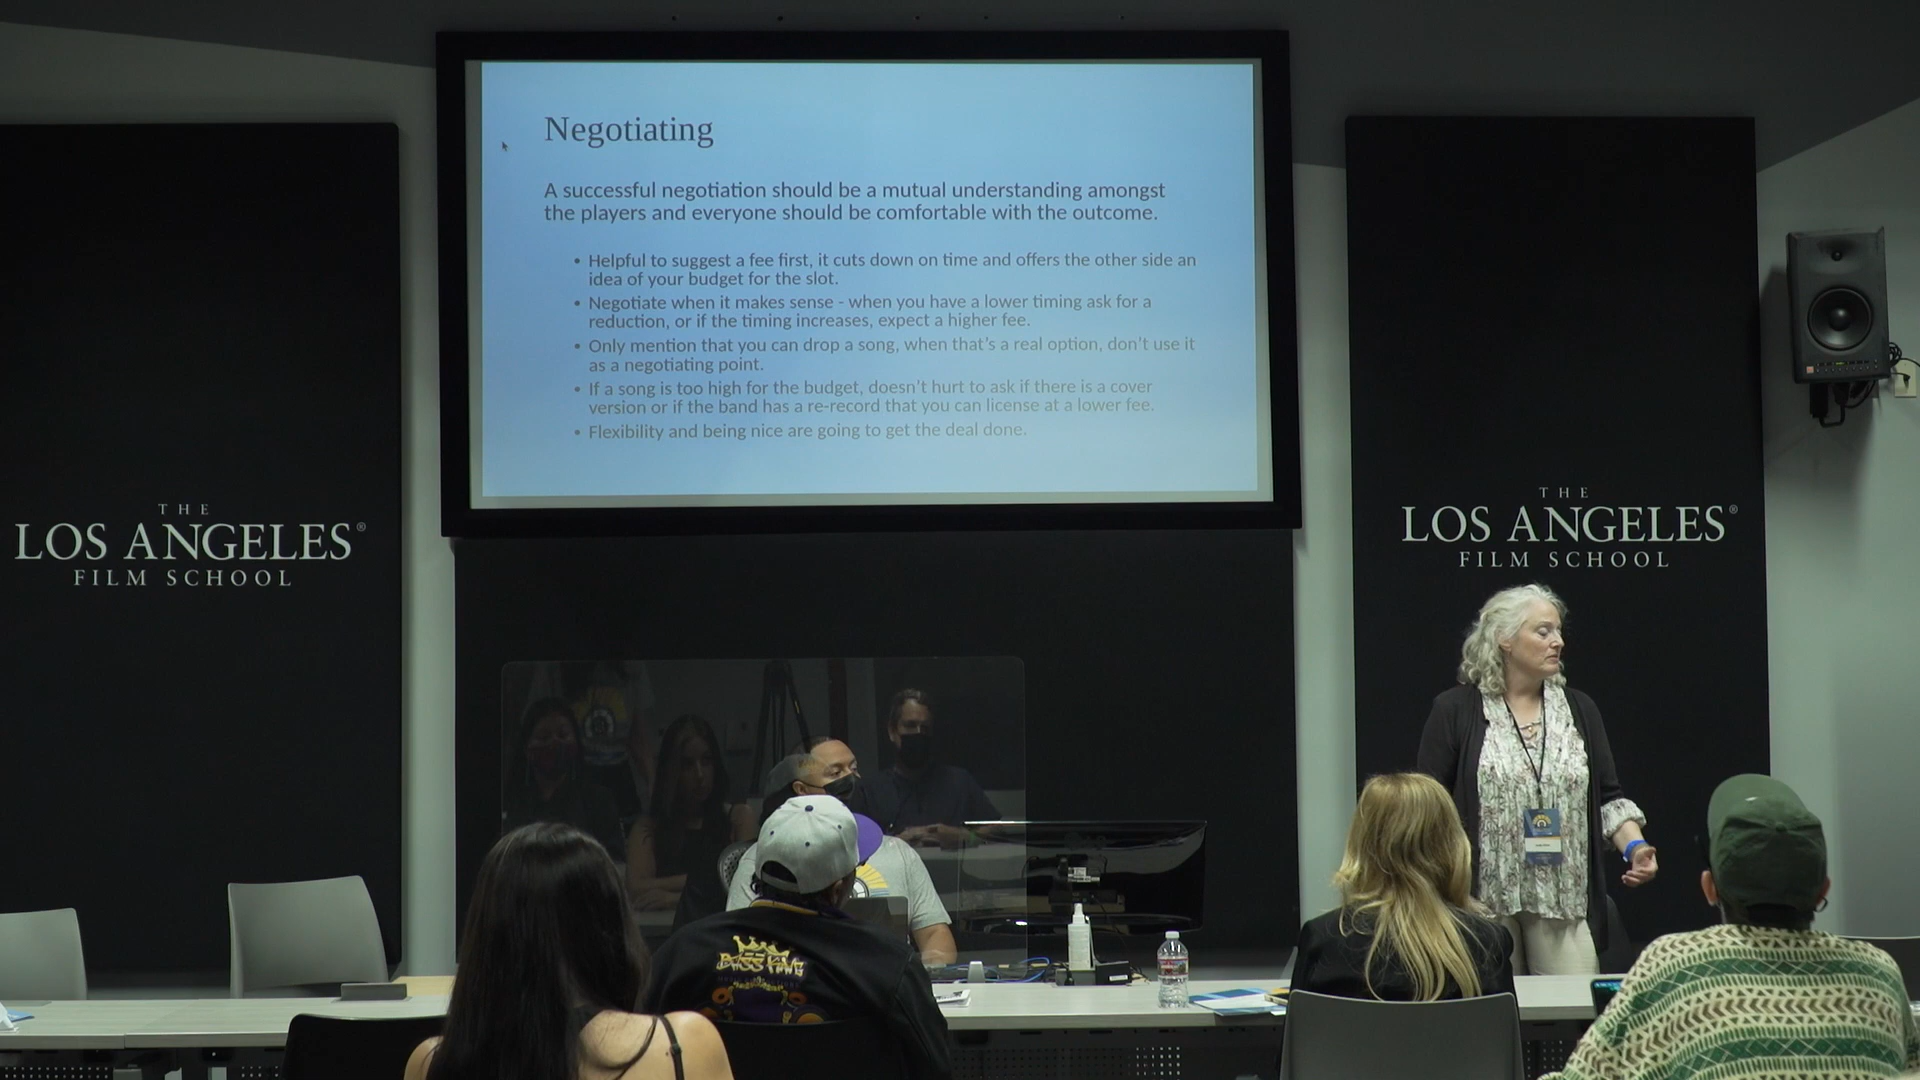 Negotiating
A successful negotiation should be a mutual understanding amongst
the players and everyone should be comfortable with the outcome.
• Helpful to suggest a fee first, it cuts down on time and offers the other side an
idea of your budget for the slot.
• Negotiate when it makes sense - when you have a lower timing ask for a
reduction, or if the timing increases, expect a higher fee.
• Only mention that you can drop a song, when that's a real option, don't use it
as a negotiating point.
• If a song is too high for the budget, doesn't hurt to ask if there is a cover
version or if the band has a re-record that you can license at a lower fee.
• Flexibility and being nice are going to get the deal done.
THE
LOS ANGELES®
FILM SCHOOL
THE
LOS ANGELES®
FILM SCHOOL
BASS KING